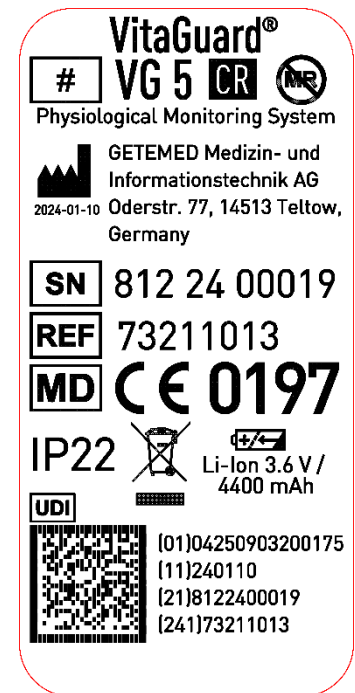 VitaGuard®
# VG 5 CR MR
Physiological Monitoring System
GETEMED Medizin- und
Informationstechnik AG
2024-01-10 Oderstr. 77, 14513 Teltow,
Germany
SN 812 24 00019
REF 73211013
MD CE 0197
IP22
+/-
Li-Ion 3.6 V /
4400 mAh
UDI
(01)04250903200175
(11)240110
(21)8122400019
(241)73211013